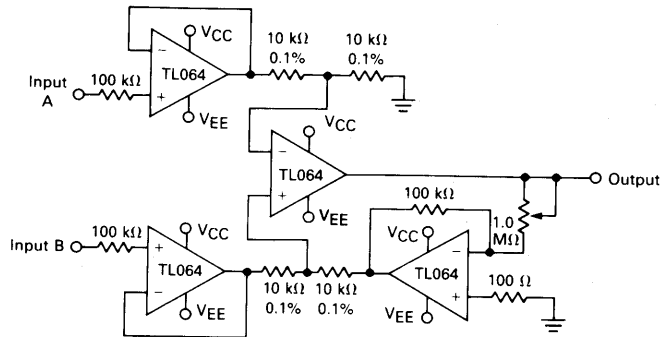 VCC
10 kΩ
0.1%
10 kΩ
0.1%
Input
A
100 kΩ
−
+
TL064
VEE
VCC
−
+
TL064
VEE
Output
100 kΩ
1.0
MΩ
Input B
100 kΩ
VCC
+
−
TL064
VEE
10 kΩ
0.1%
10 kΩ
0.1%
VCC
−
+
TL064
VEE
100 Ω